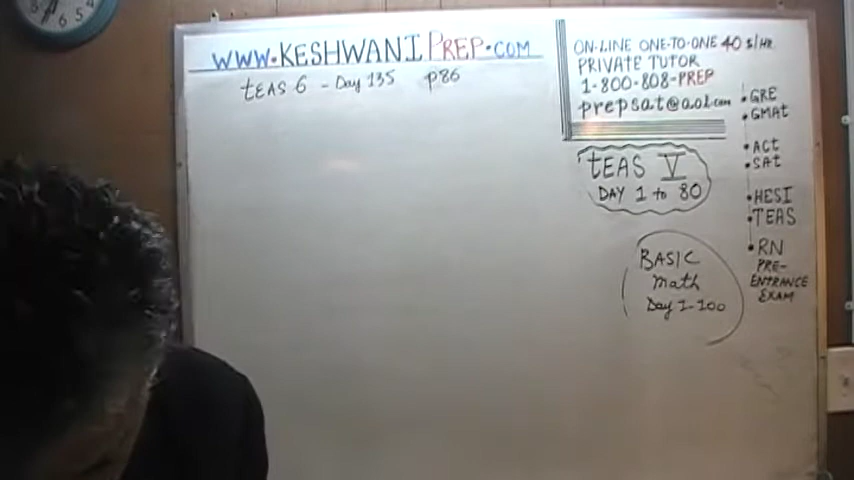 WWW.KESHWANIPREP.COM
TEAS 6 - Day 135 p86
ON-LINE ONE-TO-ONE 40 $/HR
PRIVATE TUTOR
1-800-808-PREP
prepsat@aol.com
TEAS V
DAY 1 to 80
BASIC
math
Day 1-100
• GRE
• GMAt
• ACt
• SAt
• HESI
• TEAS
• RN
PRE-
ENTRANCE
EXAM